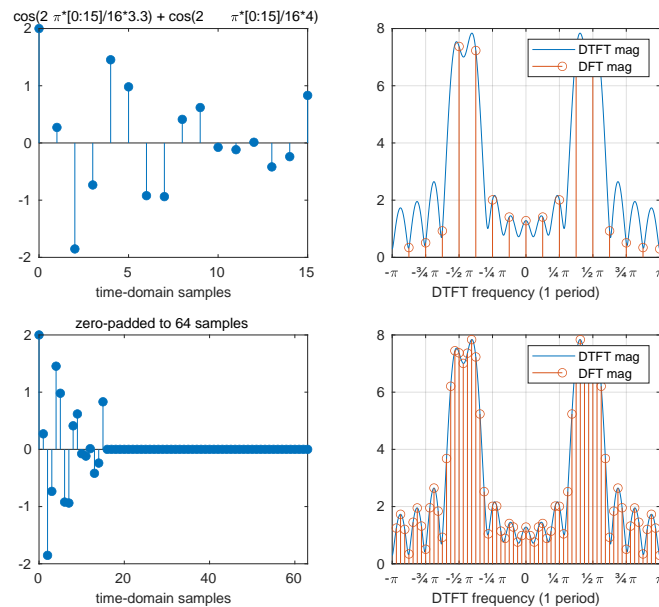 cos(2 π*[0:15]/16*3.3) + cos(2 π*[0:15]/16*4)
2
1
0
-1
-2
0 5 10 15
time-domain samples
DTFT mag
DFT mag
8
6
4
2
0
-π -¾ π -½ π -¼ π 0 ¼ π ½ π ¾ π π
DTFT frequency (1 period)
zero-padded to 64 samples
2
1
0
-1
-2
0 20 40 60
time-domain samples
DTFT mag
DFT mag
8
6
4
2
0
-π -¾ π -½ π -¼ π 0 ¼ π ½ π ¾ π π
DTFT frequency (1 period)